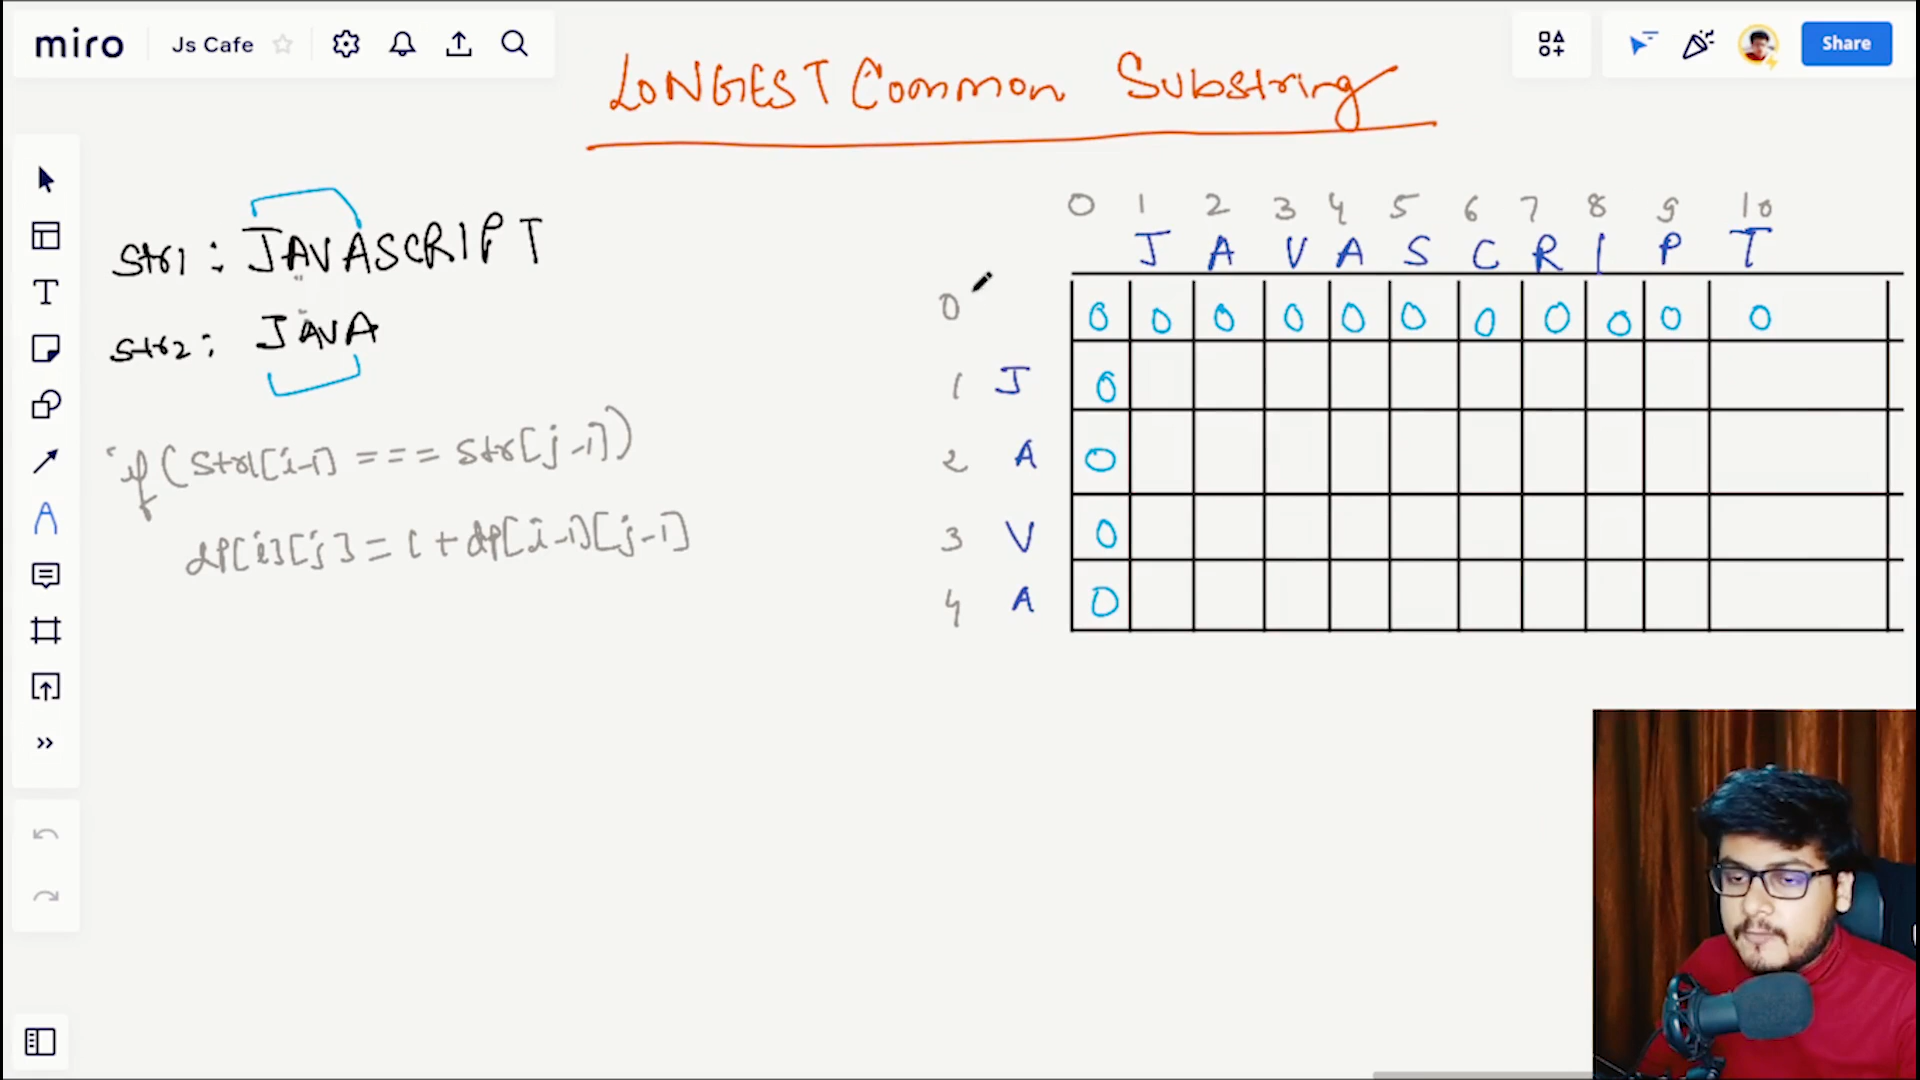 miro Js Cafe Share
LONGEST Common Substring
Str1 : JAVASCRIPT
Str2 : JAVA
if (Str1[i-1] === Str[j-1])
dp[i][j] = 1 + dp[i-1][j-1]
0 1 2 3 4 5 6 7 8 9 10
J A V A S C R I P T
0 0 0 0 0 0 0 0 0 0 0 0
1 J 0
2 A 0
3 V 0
4 A 0